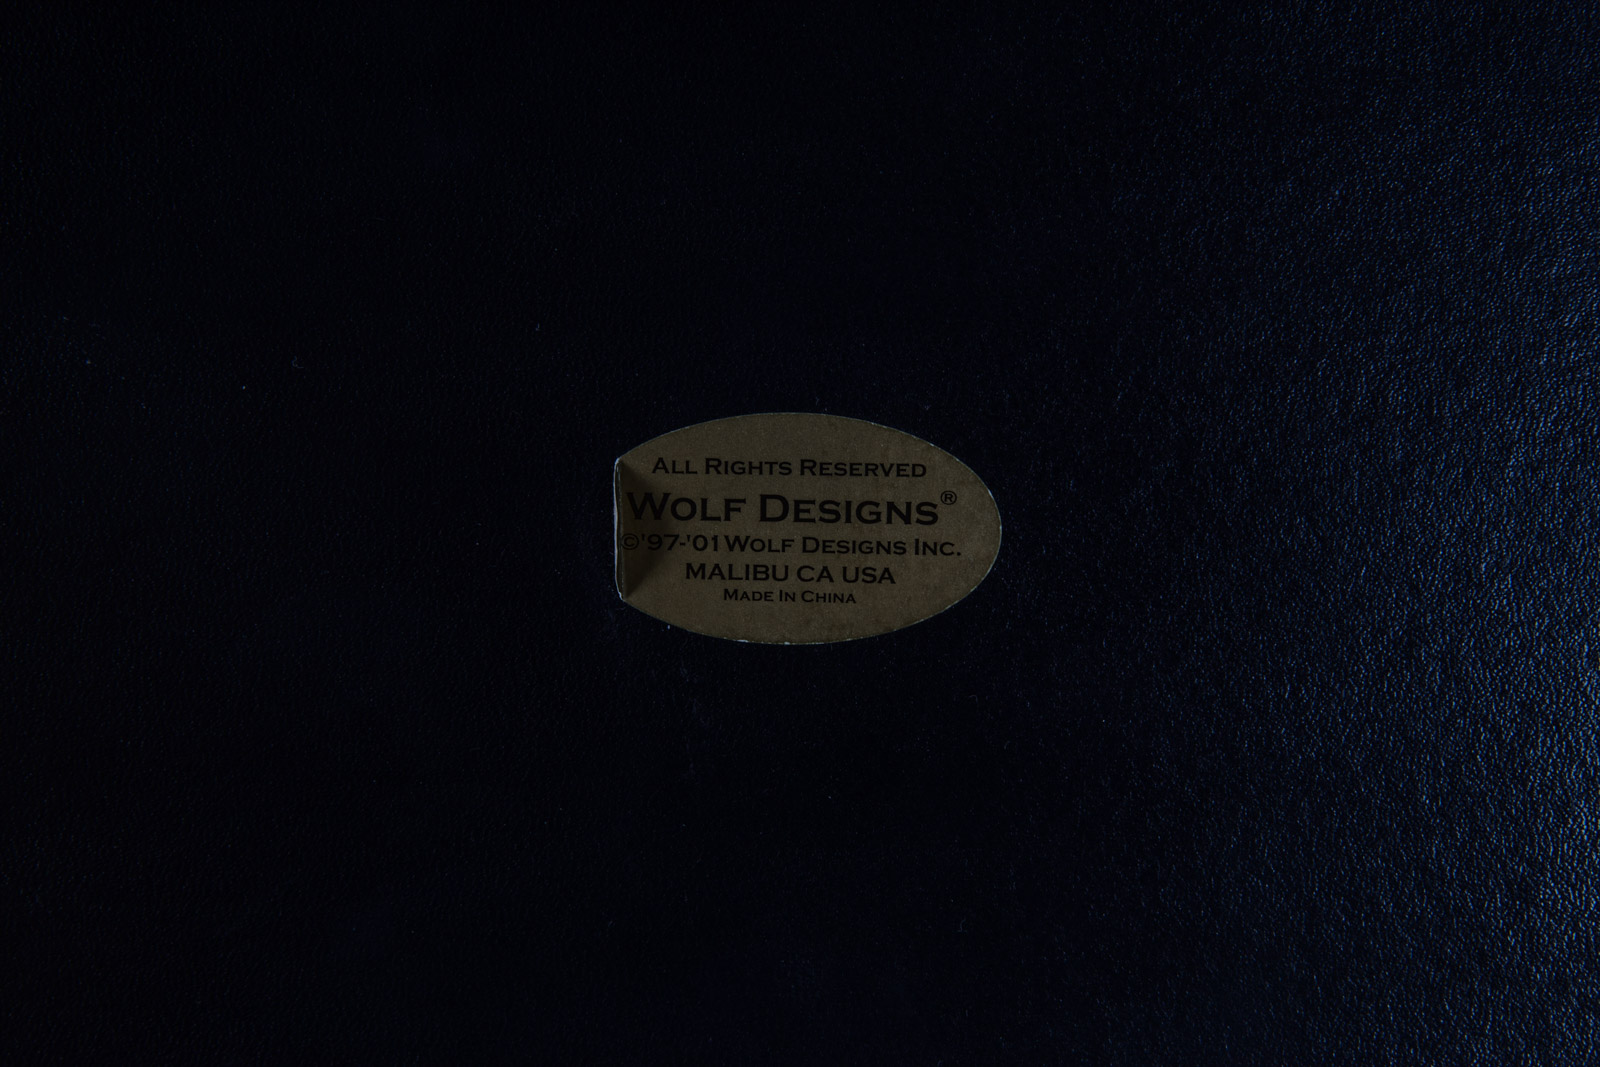 ALL RIGHTS RESERVED
WOLF DESIGNS®
©'97-'01 WOLF DESIGNS INC.
MALIBU CA USA
MADE IN CHINA